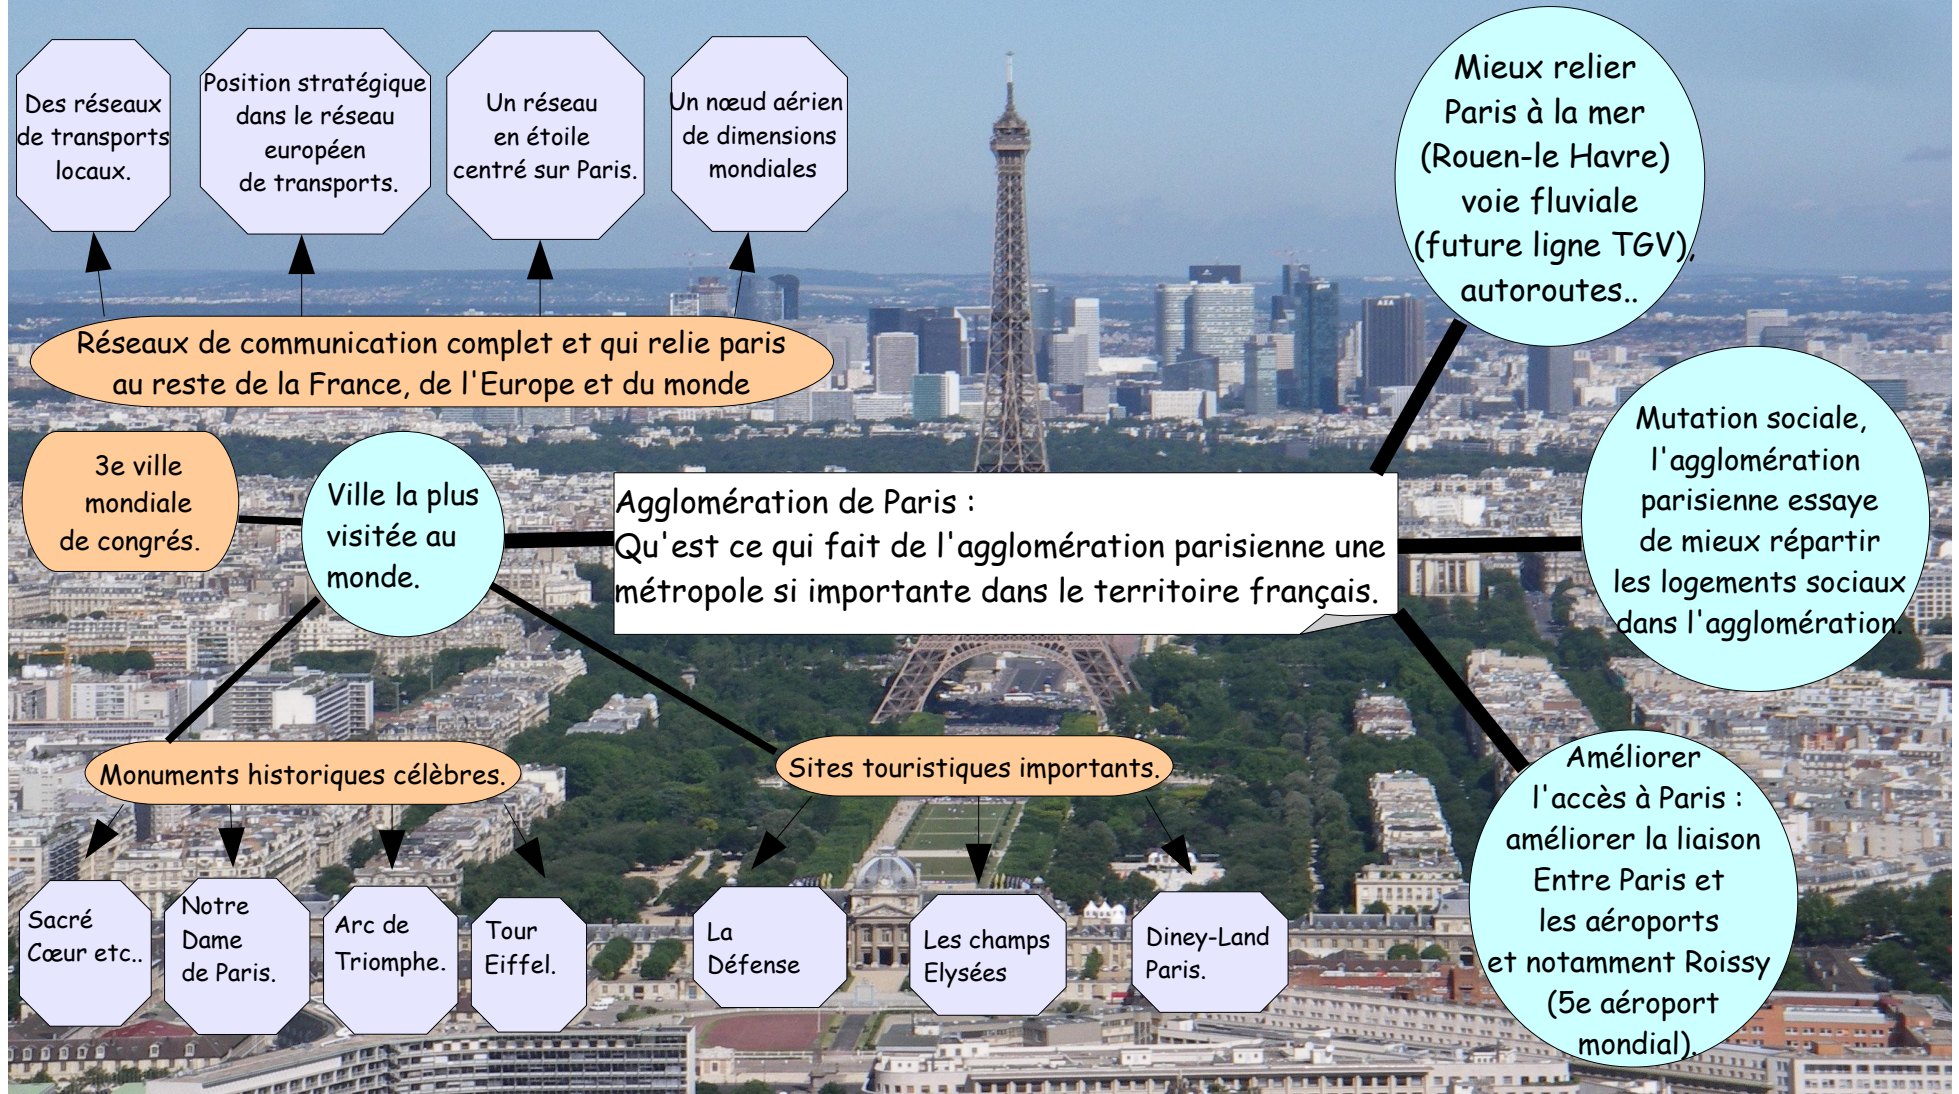 Des réseaux
de transports
locaux.
Position stratégique
dans le réseau
européen
de transports.
Un réseau
en étoile
centré sur Paris.
Un nœud aérien
de dimensions
mondiales
Réseaux de communication complet et qui relie paris
au reste de la France, de l'Europe et du monde
3e ville
mondiale
de congrés.
Ville la plus
visitée au
monde.
Agglomération de Paris :
Qu'est ce qui fait de l'agglomération parisienne une
métropole si importante dans le territoire français.
Mieux relier
Paris à la mer
(Rouen-le Havre)
voie fluviale
(future ligne TGV),
autoroutes..
Mutation sociale,
l'agglomération
parisienne essaye
de mieux répartir
les logements sociaux
dans l'agglomération.
Améliorer
l'accès à Paris :
améliorer la liaison
Entre Paris et
les aéroports
et notamment Roissy
(5e aéroport
mondial).
Monuments historiques célèbres.
Sites touristiques importants.
Sacré
Cœur etc..
Notre
Dame
de Paris.
Arc de
Triomphe.
Tour
Eiffel.
La
Défense
Les champs
Elysées
Diney-Land
Paris.